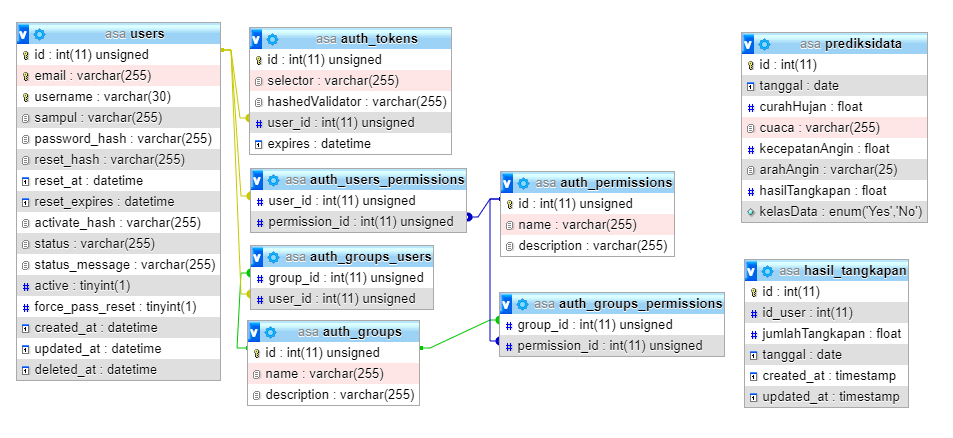 asa users
id : int(11) unsigned
email : varchar(255)
username : varchar(30)
sampul : varchar(255)
password_hash : varchar(255)
reset_hash : varchar(255)
reset_at : datetime
reset_expires : datetime
activate_hash : varchar(255)
status : varchar(255)
status_message : varchar(255)
active : tinyint(1)
force_pass_reset : tinyint(1)
created_at : datetime
updated_at : datetime
deleted_at : datetime
asa auth_tokens
id : int(11) unsigned
selector : varchar(255)
hashedValidator : varchar(255)
user_id : int(11) unsigned
expires : datetime
asa auth_users_permissions
user_id : int(11) unsigned
permission_id : int(11) unsigned
asa auth_groups_users
group_id : int(11) unsigned
user_id : int(11) unsigned
asa auth_groups
id : int(11) unsigned
name : varchar(255)
description : varchar(255)
asa auth_permissions
id : int(11) unsigned
name : varchar(255)
description : varchar(255)
asa auth_groups_permissions
group_id : int(11) unsigned
permission_id : int(11) unsigned
asa prediksidata
id : int(11)
tanggal : date
curahHujan : float
cuaca : varchar(255)
kecepatanAngin : float
arahAngin : varchar(25)
hasilTangkapan : float
kelasData : enum('Yes','No')
asa hasil_tangkapan
id : int(11)
id_user : int(11)
jumlahTangkapan : float
tanggal : date
created_at : timestamp
updated_at : timestamp